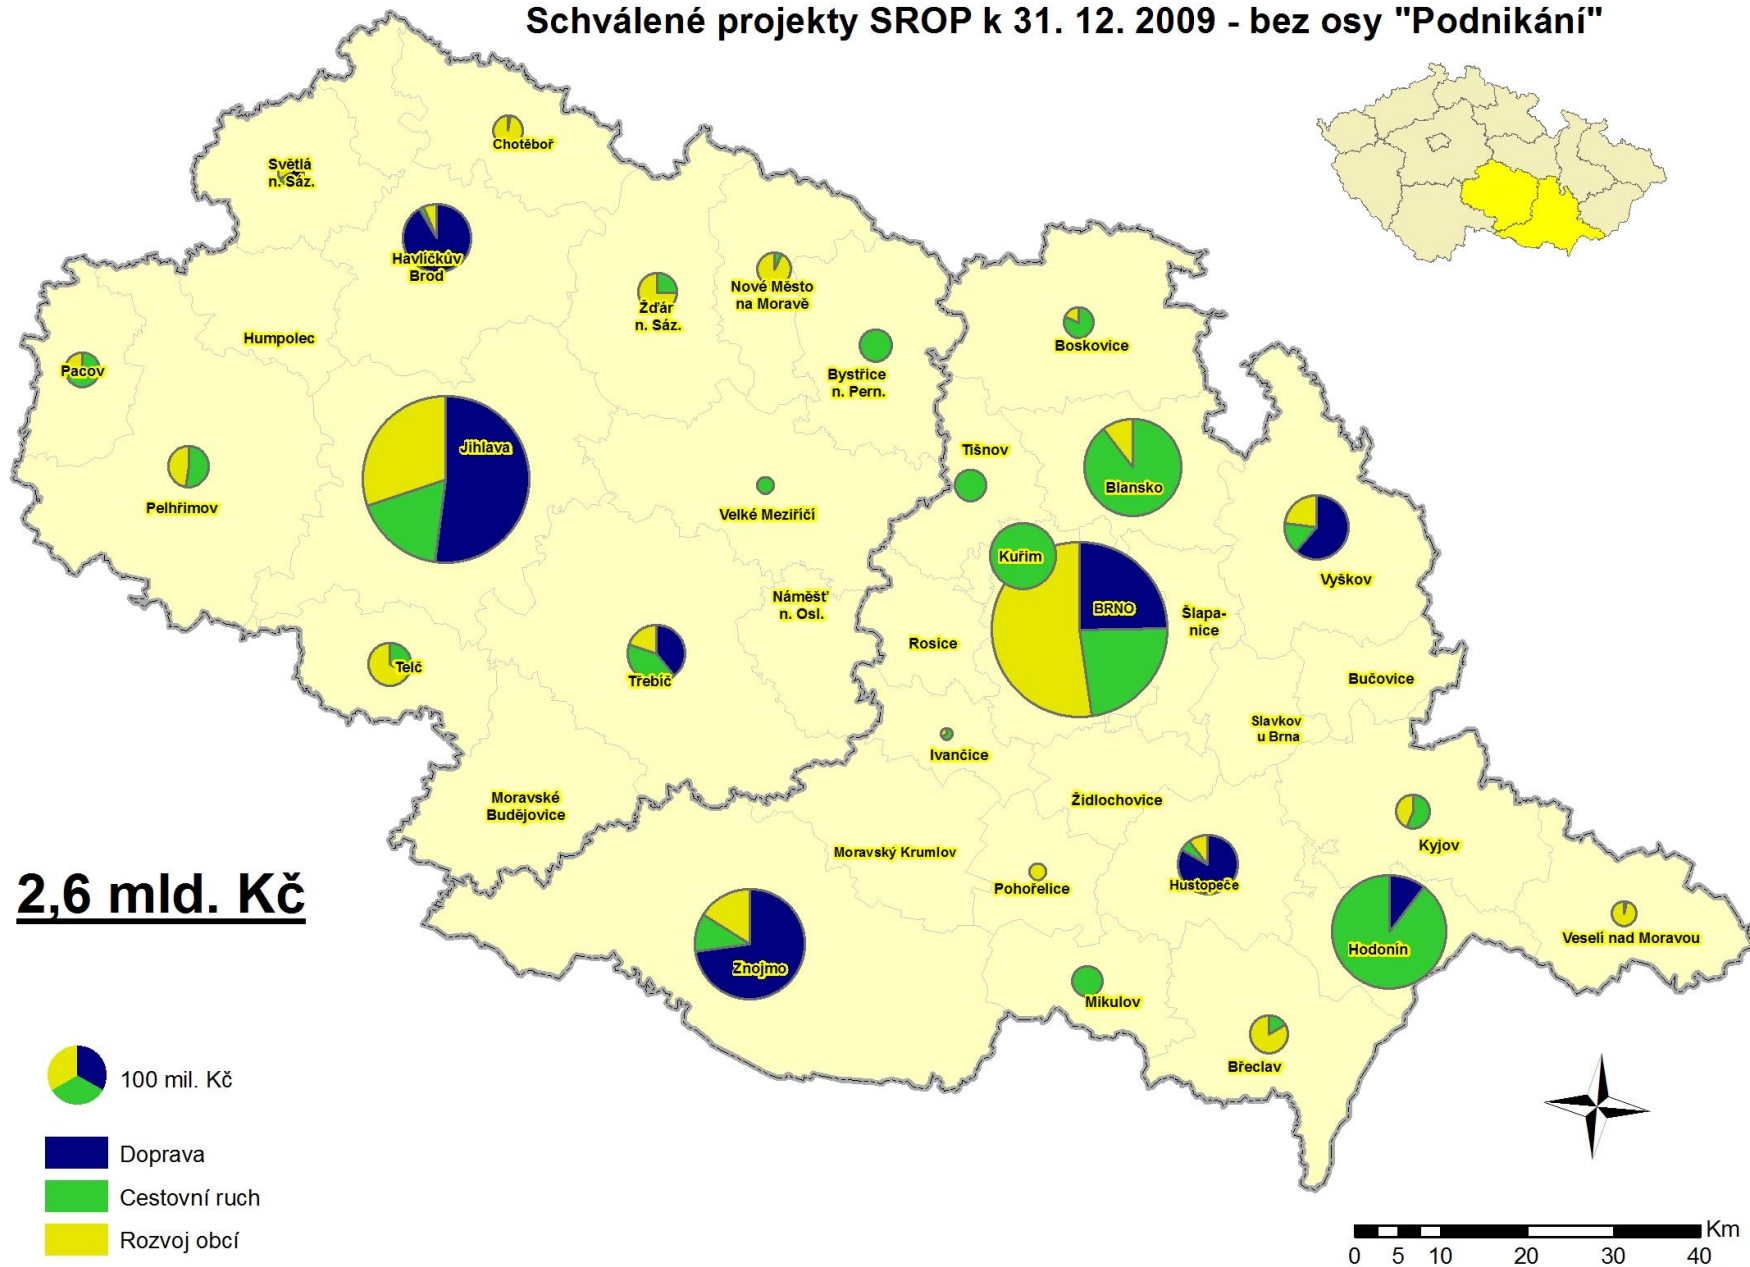 Schválené projekty SROP k 31. 12. 2009 - bez osy "Podnikání"
Chotěboř
Světlá
n. Sáz.
Havlíčkův
Brod
Nové Město
na Moravě
Žďár
n. Sáz.
Humpolec
Boskovice
Pacov
Bystřice
n. Pern.
Jihlava
Tišnov
Blansko
Pelhřimov
Velké Meziříčí
Kuřim
Vyškov
Náměšť
n. Osl.
BRNO
Šlapa-
nice
Rosice
Telč
Třebíč
Bučovice
Slavkov
u Brna
Ivančice
Moravské
Budějovice
Židlochovice
Moravský Krumlov
Kyjov
Pohořelice
Hustopeče
2,6 mld. Kč
Veselí nad Moravou
Hodonín
Znojmo
Mikulov
Břeclav
100 mil. Kč
Doprava
Cestovní ruch
Rozvoj obcí
Km
0 5 10 20 30 40